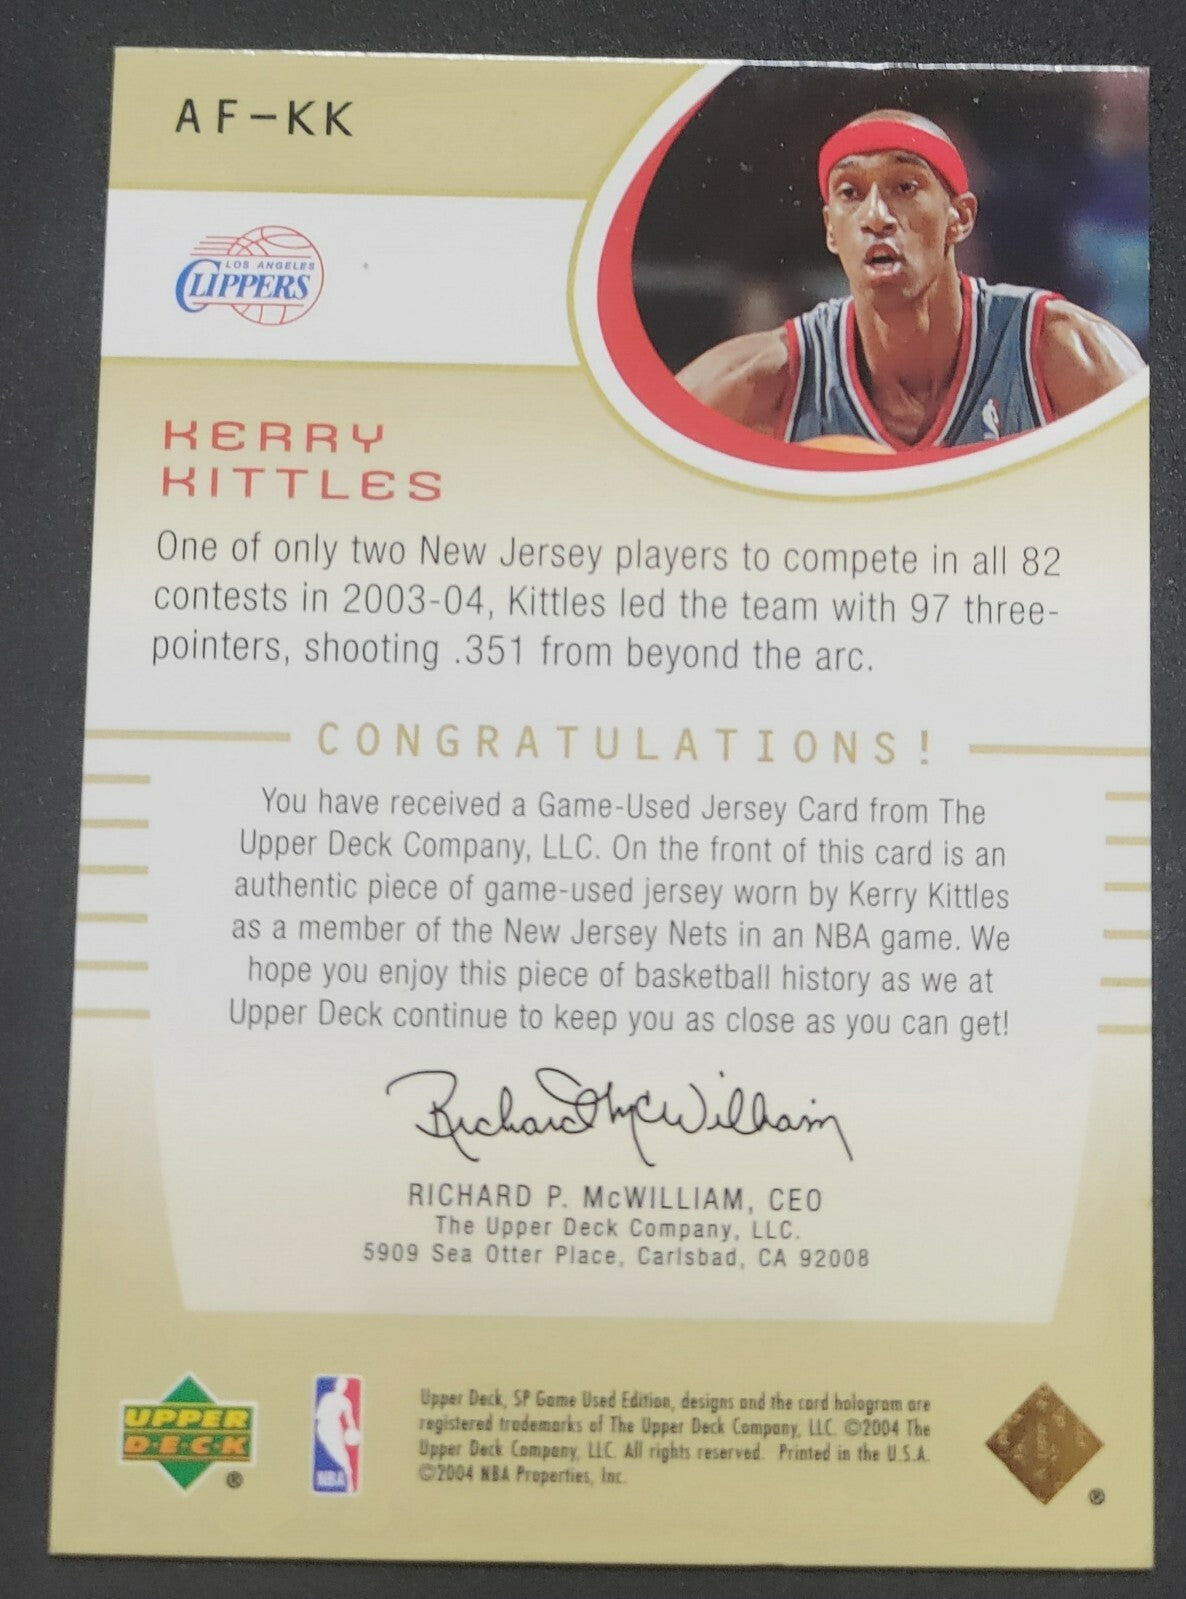 AF-KK
LOS ANGELES
CLIPPERS
KERRY
KITTLES
One of only two New Jersey players to compete in all 82
contests in 2003-04, Kittles led the team with 97 three-
pointers, shooting .351 from beyond the arc.
CONGRATULATIONS!
You have received a Game-Used Jersey Card from The
Upper Deck Company, LLC. On the front of this card is an
authentic piece of game-used jersey worn by Kerry Kittles
as a member of the New Jersey Nets in an NBA game. We
hope you enjoy this piece of basketball history as we at
Upper Deck continue to keep you as close as you can get!
Richard McWilliam
RICHARD P. McWILLIAM, CEO
The Upper Deck Company, LLC.
5909 Sea Otter Place, Carlsbad, CA 92008
UPPER
DECK
®
NBA
Upper Deck, SP Game Used Edition, designs and the card hologram are
registered trademarks of The Upper Deck Company, LLC. ©2004 The
Upper Deck Company, LLC. All rights reserved. Printed in the U.S.A.
©2004 NBA Properties, Inc.
®